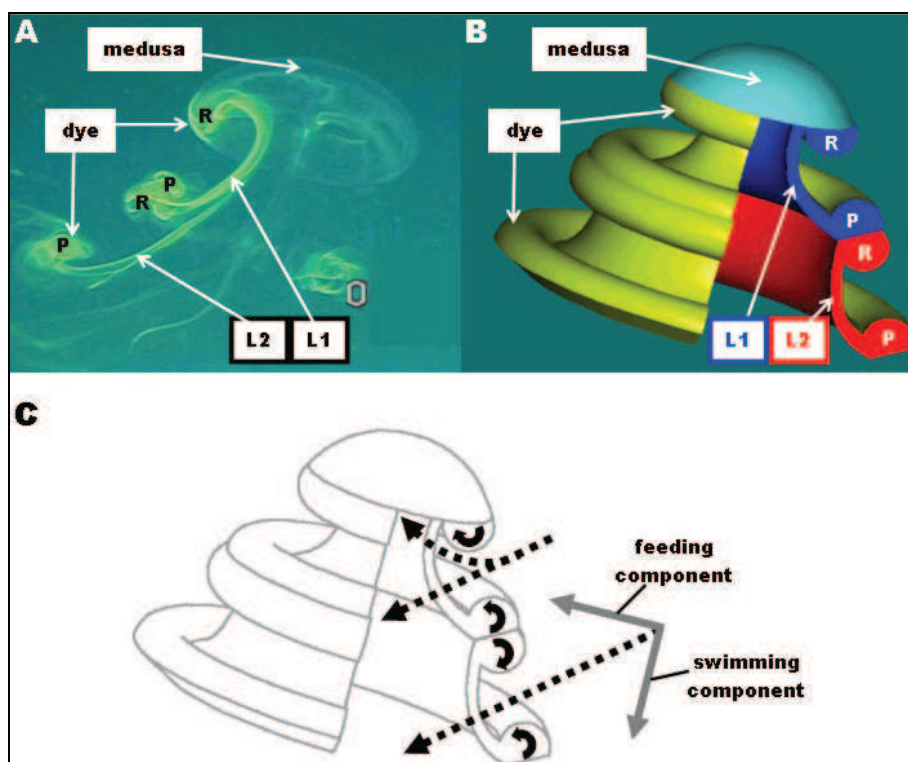 A
medusa
R
dye
P
R
P
L2 L1
B
medusa
dye
R
P
R
P
L1 L2
C
feeding
component
swimming
component